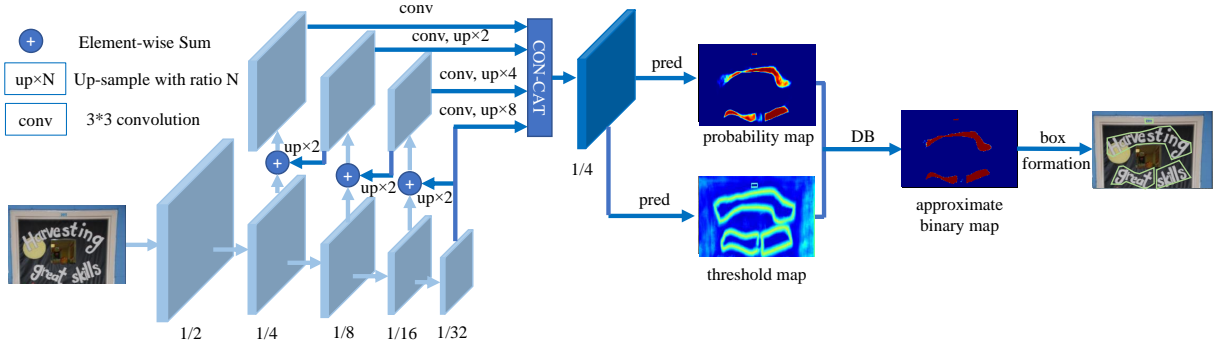 conv
Element-wise Sum
conv, up×2
CON-CAT
up×N
Up-sample with ratio N
conv, up×4
pred
conv, up×8
conv
3*3 convolution
probability map
up×2
DB
box
formation
Harvesting
great skills
1/4
up×2
up×2
pred
approximate
binary map
Harvesting
great skills
threshold map
1/2
1/4
1/8
1/16
1/32